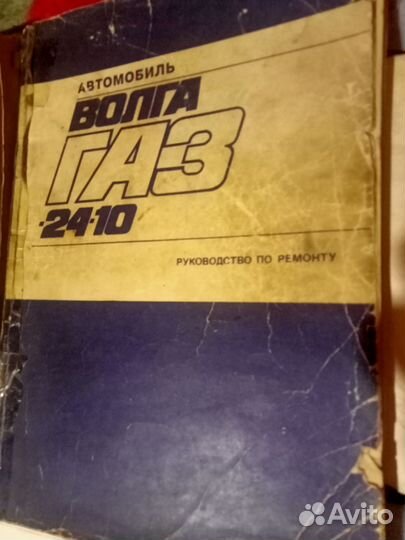 АВТОМОБИЛЬ
ВОЛГА
ГАЗ
-24-10
РУКОВОДСТВО ПО РЕМОНТУ
Avito